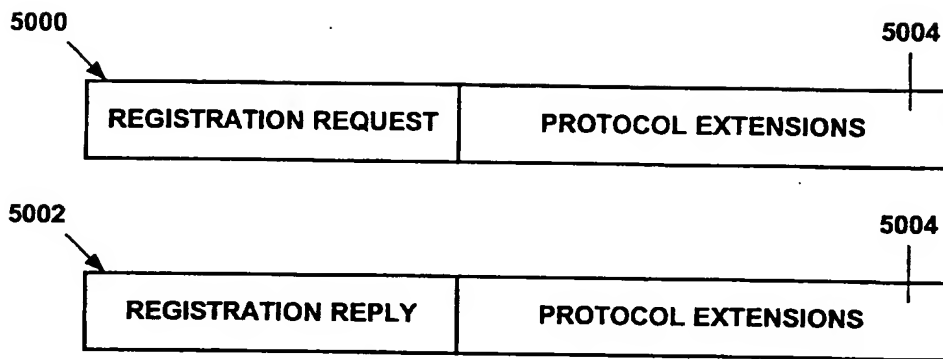 5000
5004
REGISTRATION REQUEST
PROTOCOL EXTENSIONS
5002
5004
REGISTRATION REPLY
PROTOCOL EXTENSIONS